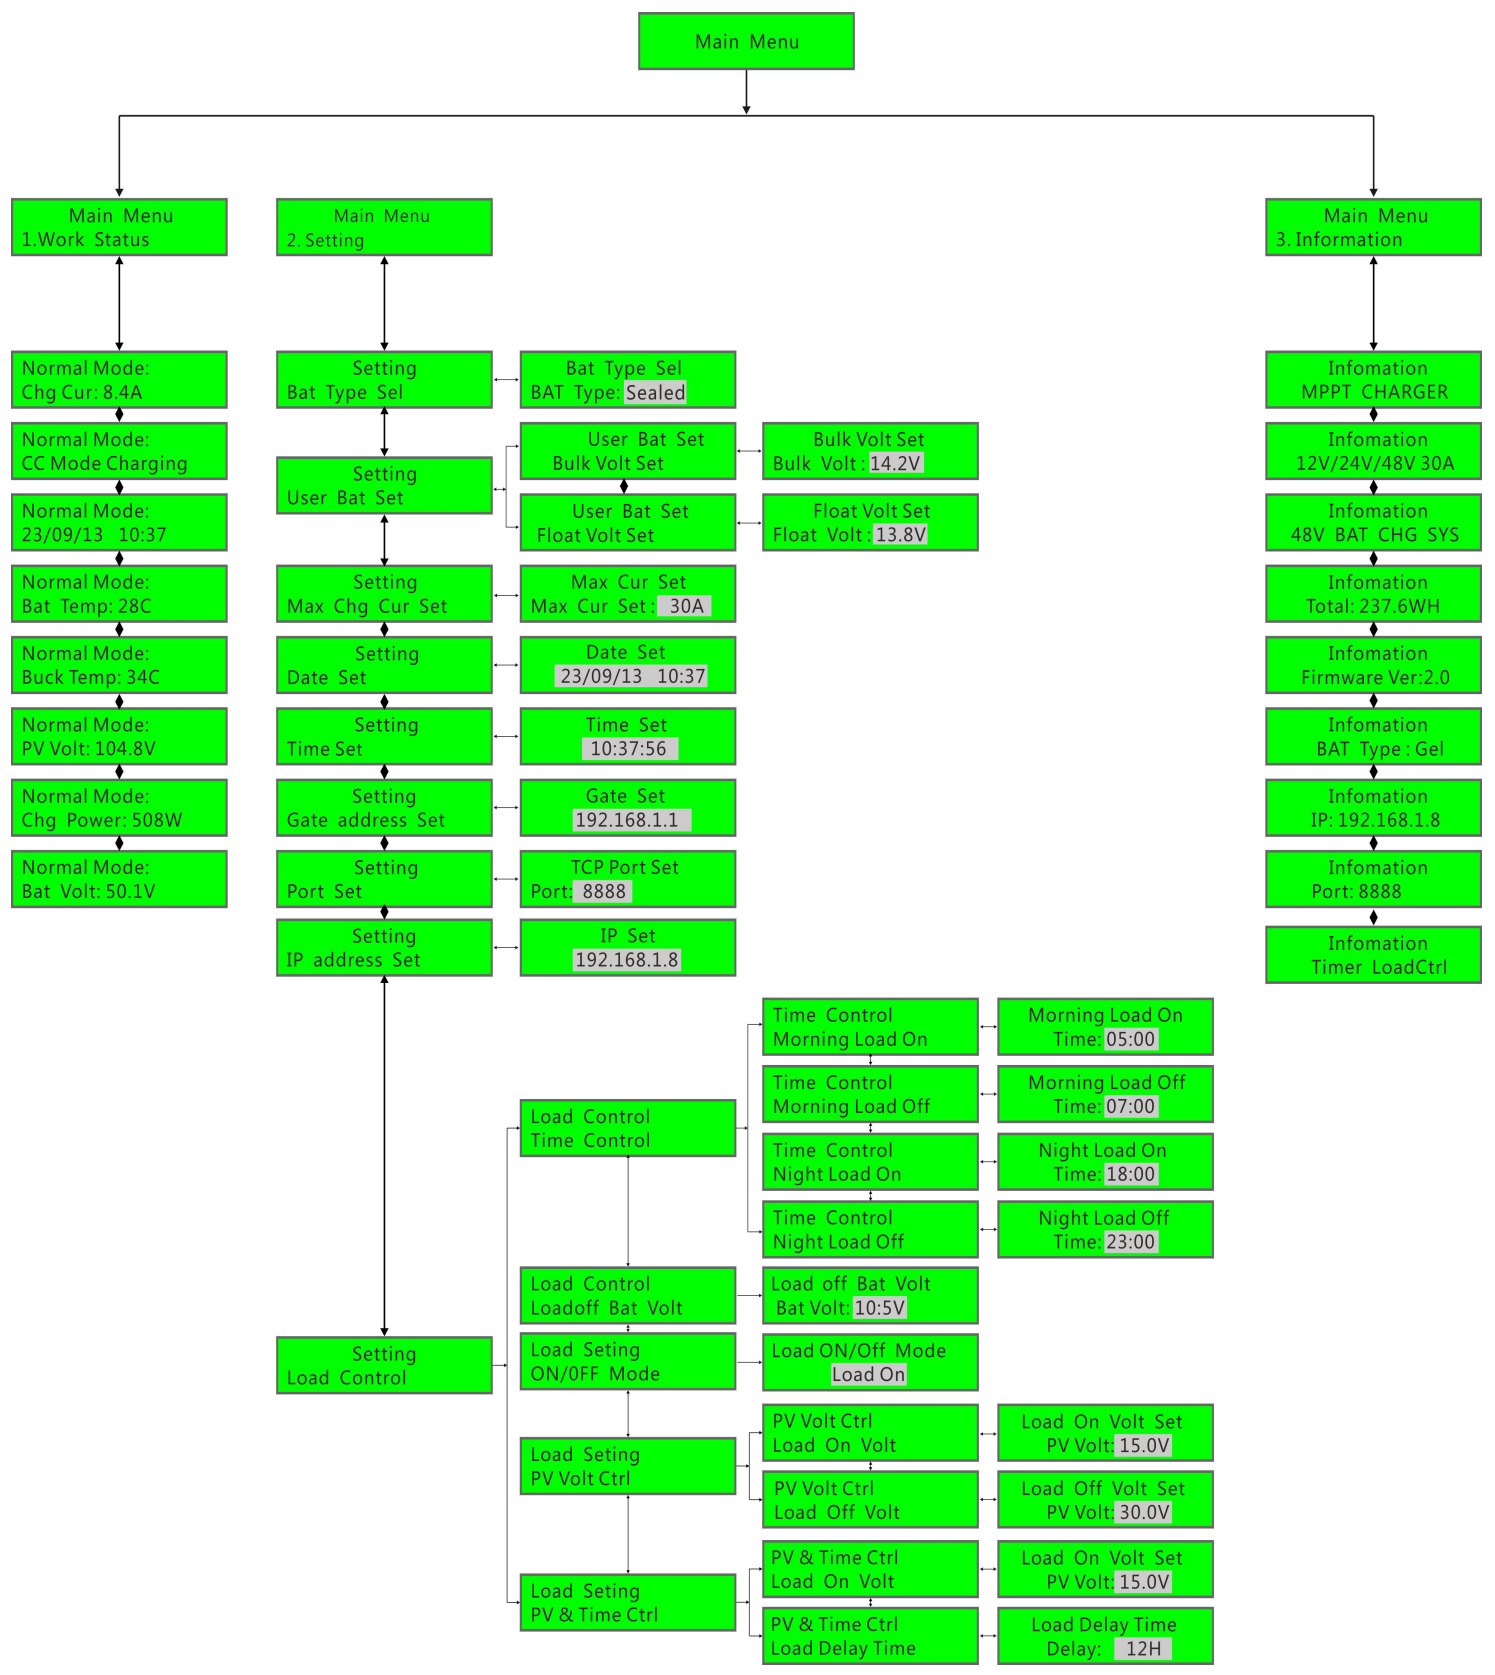 Main Menu
Main Menu
1.Work Status
Normal Mode:
Chg Cur: 8.4A
Normal Mode:
CC Mode Charging
Normal Mode:
23/09/13 10:37
Normal Mode:
Bat Temp: 28C
Normal Mode:
Buck Temp: 34C
Normal Mode:
PV Volt: 104.8V
Normal Mode:
Chg Power: 508W
Normal Mode:
Bat Volt: 50.1V
Main Menu
2. Setting
Setting
Bat Type Sel
Bat Type Sel
BAT Type: Sealed
Setting
User Bat Set
User Bat Set
Bulk Volt Set
Bulk Volt Set
Bulk Volt : 14.2V
User Bat Set
Float Volt Set
Float Volt Set
Float Volt : 13.8V
Setting
Max Chg Cur Set
Max Cur Set
Max Cur Set : 30A
Setting
Date Set
Date Set
23/09/13 10:37
Setting
Time Set
Time Set
10:37:56
Setting
Gate address Set
Gate Set
192.168.1.1
Setting
Port Set
TCP Port Set
Port: 8888
Setting
IP address Set
IP Set
192.168.1.8
Setting
Load Control
Load Control
Time Control
Time Control
Morning Load On
Morning Load On
Time: 05:00
Time Control
Morning Load Off
Morning Load Off
Time: 07:00
Time Control
Night Load On
Night Load On
Time: 18:00
Time Control
Night Load Off
Night Load Off
Time: 23:00
Load Control
Loadoff Bat Volt
Load off Bat Volt
Bat Volt: 10:5V
Load Seting
ON/0FF Mode
Load ON/Off Mode
Load On
Load Seting
PV Volt Ctrl
PV Volt Ctrl
Load On Volt
Load On Volt Set
PV Volt: 15.0V
PV Volt Ctrl
Load Off Volt
Load Off Volt Set
PV Volt: 30.0V
Load Seting
PV & Time Ctrl
PV & Time Ctrl
Load On Volt
Load On Volt Set
PV Volt: 15.0V
PV & Time Ctrl
Load Delay Time
Load Delay Time
Delay: 12H
Main Menu
3. Information
Infomation
MPPT CHARGER
Infomation
12V/24V/48V 30A
Infomation
48V BAT CHG SYS
Infomation
Total: 237.6WH
Infomation
Firmware Ver:2.0
Infomation
BAT Type : Gel
Infomation
IP: 192.168.1.8
Infomation
Port: 8888
Infomation
Timer LoadCtrl